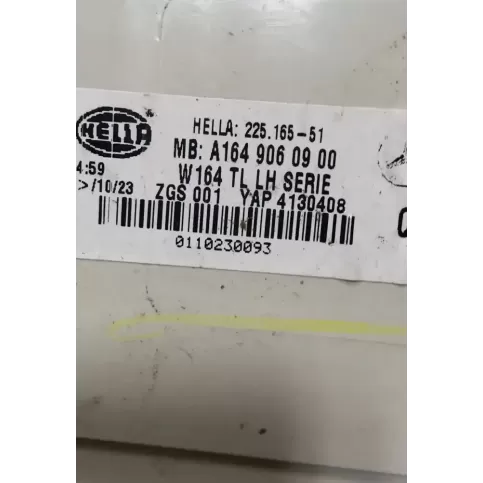 HELLA
HELLA: 225.165-51
MB: A164 906 09 00
4:59
W164 TL LH SERIE
>/10/23
ZGS 001 YAP 4130408
0110230093